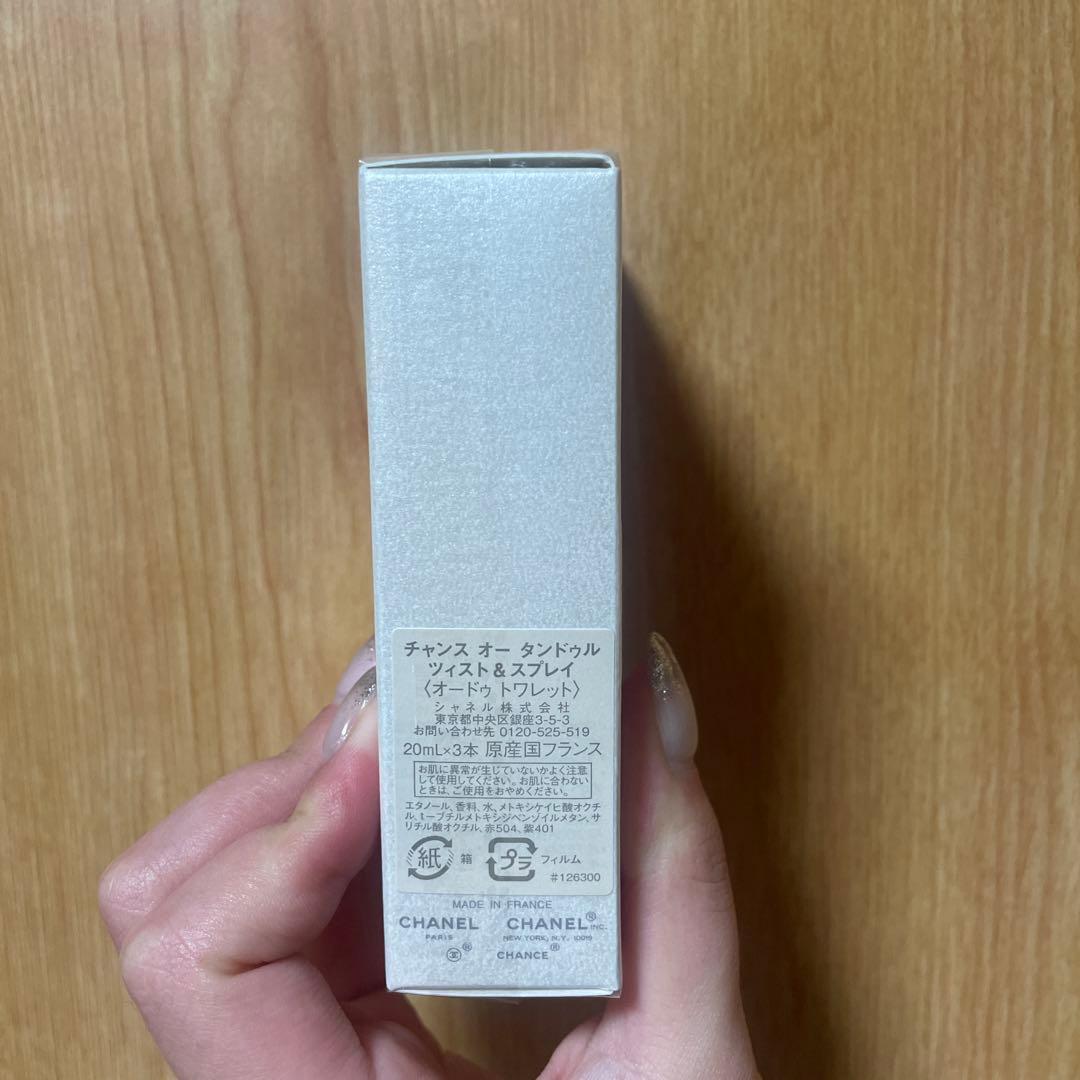 チャンス オー タンドゥル
ツィスト&スプレイ
〈オードゥ トワレット〉
シャネル株式会社
東京都中央区銀座3-5-3
お問い合わせ先 0120-525-519
20mL×3本 原産国フランス
お肌に異常が生じていないかよく注意
して使用してください。お肌に合わない
ときは、ご使用をおやめください。
エタノール、香料、水、メトキシケイヒ酸オクチ
ル、t-ブチルメトキシジベンゾイルメタン、サ
リチル酸オクチル、赤504、紫401
紙 箱 プラ フィルム
#126300
MADE IN FRANCE
CHANEL CHANEL® INC.
PARIS NEW YORK, N.Y. 10019
® CHANCE®